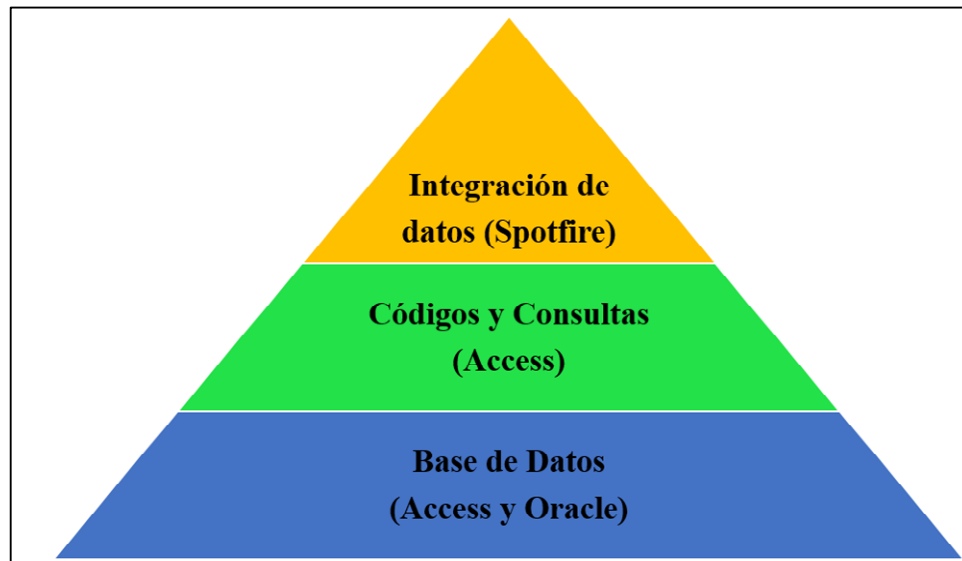 Integración de
datos (Spotfire)
Códigos y Consultas
(Access)
Base de Datos
(Access y Oracle)